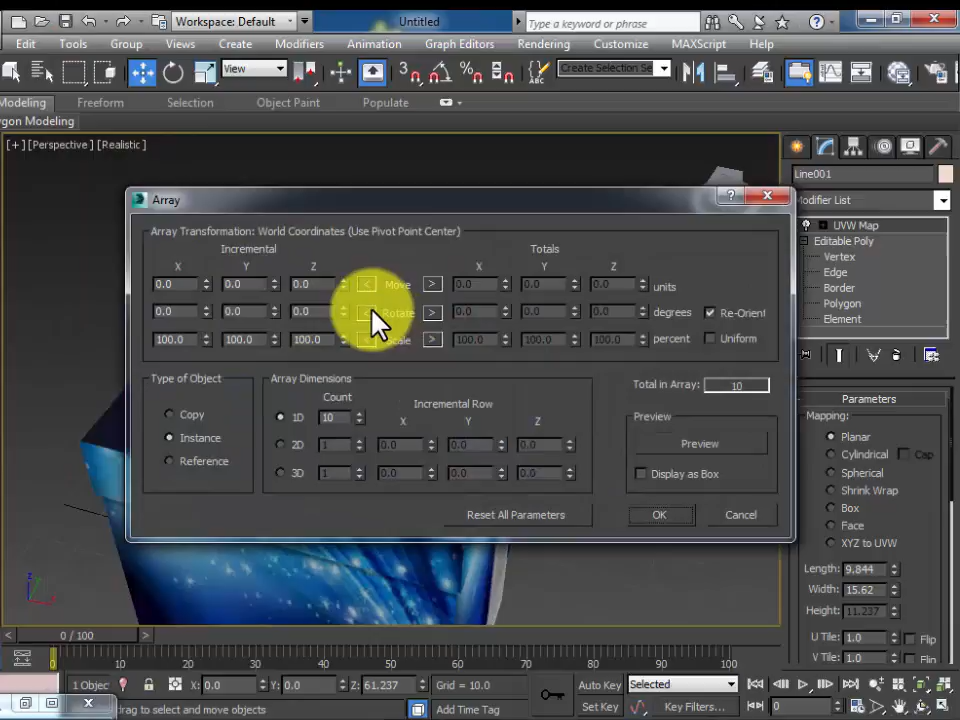 Workspace: Default
Untitled
Type a keyword or phrase
Edit Tools Group Views Create Modifiers Animation Graph Editors Rendering Customize MAXScript Help
View
3
Create Selection Se
ABC
Modeling Freeform Selection Object Paint Populate
ygon Modeling
[+] [Perspective] [Realistic]
Line001
Modifier List
Array
Array Transformation: World Coordinates (Use Pivot Point Center)
Incremental Totals
X Y Z X Y Z
0.0 0.0 0.0 < Move > 0.0 0.0 0.0 units
0.0 0.0 0.0 < Rotate > 0.0 0.0 0.0 degrees Re-Orient
100.0 100.0 100.0 > 100.0 100.0 100.0 percent Uniform
UVW Map
Editable Poly
Vertex
Edge
Border
Polygon
Element
Type of Object
Copy
Instance
Reference
Array Dimensions
Count
Incremental Row
1D 10 X Y Z
2D 1 0.0 0.0 0.0
3D 1 0.0 0.0 0.0
Total in Array: 10
Preview
Preview
Display as Box
Reset All Parameters OK Cancel
Parameters
Mapping:
Planar
Cylindrical Cap
Spherical
Shrink Wrap
Box
Face
XYZ to UVW
Length: 9.844
Width: 15.62
Height: 11.237
U Tile: 1.0 Flip
V Tile: 1.0 Flip
z
< 0 / 100 >
0 10 20 30 40 50 60 70 80 90 100
1 Objec X: 0.0 Y: 0.0 Z: 61.237 Grid = 10.0 Auto Key Selected
drag to select and move objects Add Time Tag Set Key Key Filters... 0